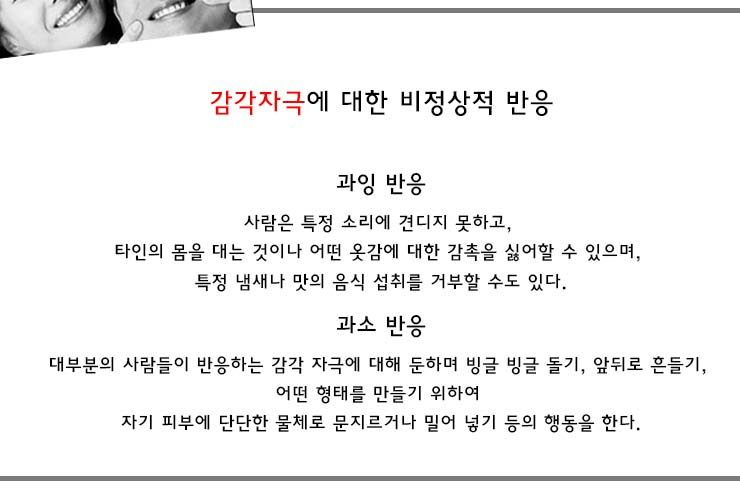 감각자극에 대한 비정상적 반응
과잉 반응
사람은 특정 소리에 견디지 못하고,
타인의 몸을 대는 것이나 어떤 옷감에 대한 감촉을 싫어할 수 있으며,
특정 냄새나 맛의 음식 섭취를 거부할 수도 있다.
과소 반응
대부분의 사람들이 반응하는 감각 자극에 대해 둔하며 빙글 빙글 돌기, 앞뒤로 흔들기,
어떤 형태를 만들기 위하여
자기 피부에 단단한 물체로 문지르거나 밀어 넣기 등의 행동을 한다.